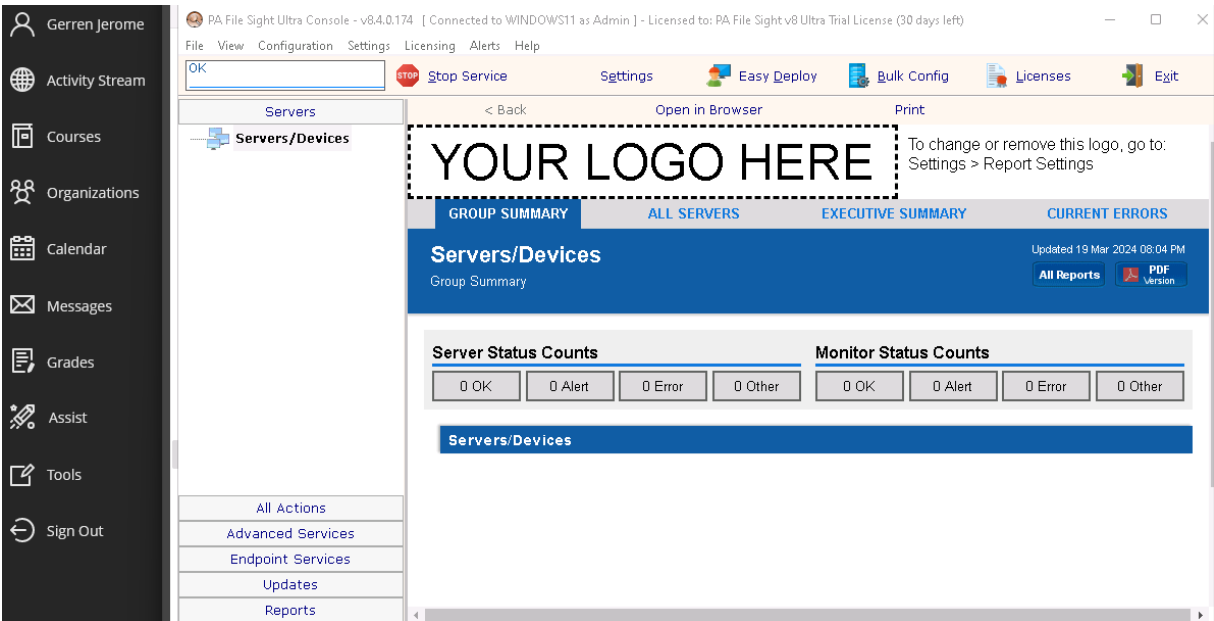 Gerren Jerome
Activity Stream
Courses
Organizations
Calendar
Messages
Grades
Assist
Tools
Sign Out
PA File Sight Ultra Console - v8.4.0.174 [ Connected to WINDOWS11 as Admin ] - Licensed to: PA File Sight v8 Ultra Trial License (30 days left)
File View Configuration Settings Licensing Alerts Help
OK
STOP Stop Service Settings Easy Deploy Bulk Config Licenses Exit
Servers
Servers/Devices
All Actions
Advanced Services
Endpoint Services
Updates
Reports
< Back Open in Browser Print
YOUR LOGO HERE
To change or remove this logo, go to:
Settings > Report Settings
GROUP SUMMARY ALL SERVERS EXECUTIVE SUMMARY CURRENT ERRORS
Servers/Devices
Group Summary
Updated 19 Mar 2024 08:04 PM
All Reports PDF Version
Server Status Counts
0 OK 0 Alert 0 Error 0 Other
Monitor Status Counts
0 OK 0 Alert 0 Error 0 Other
Servers/Devices